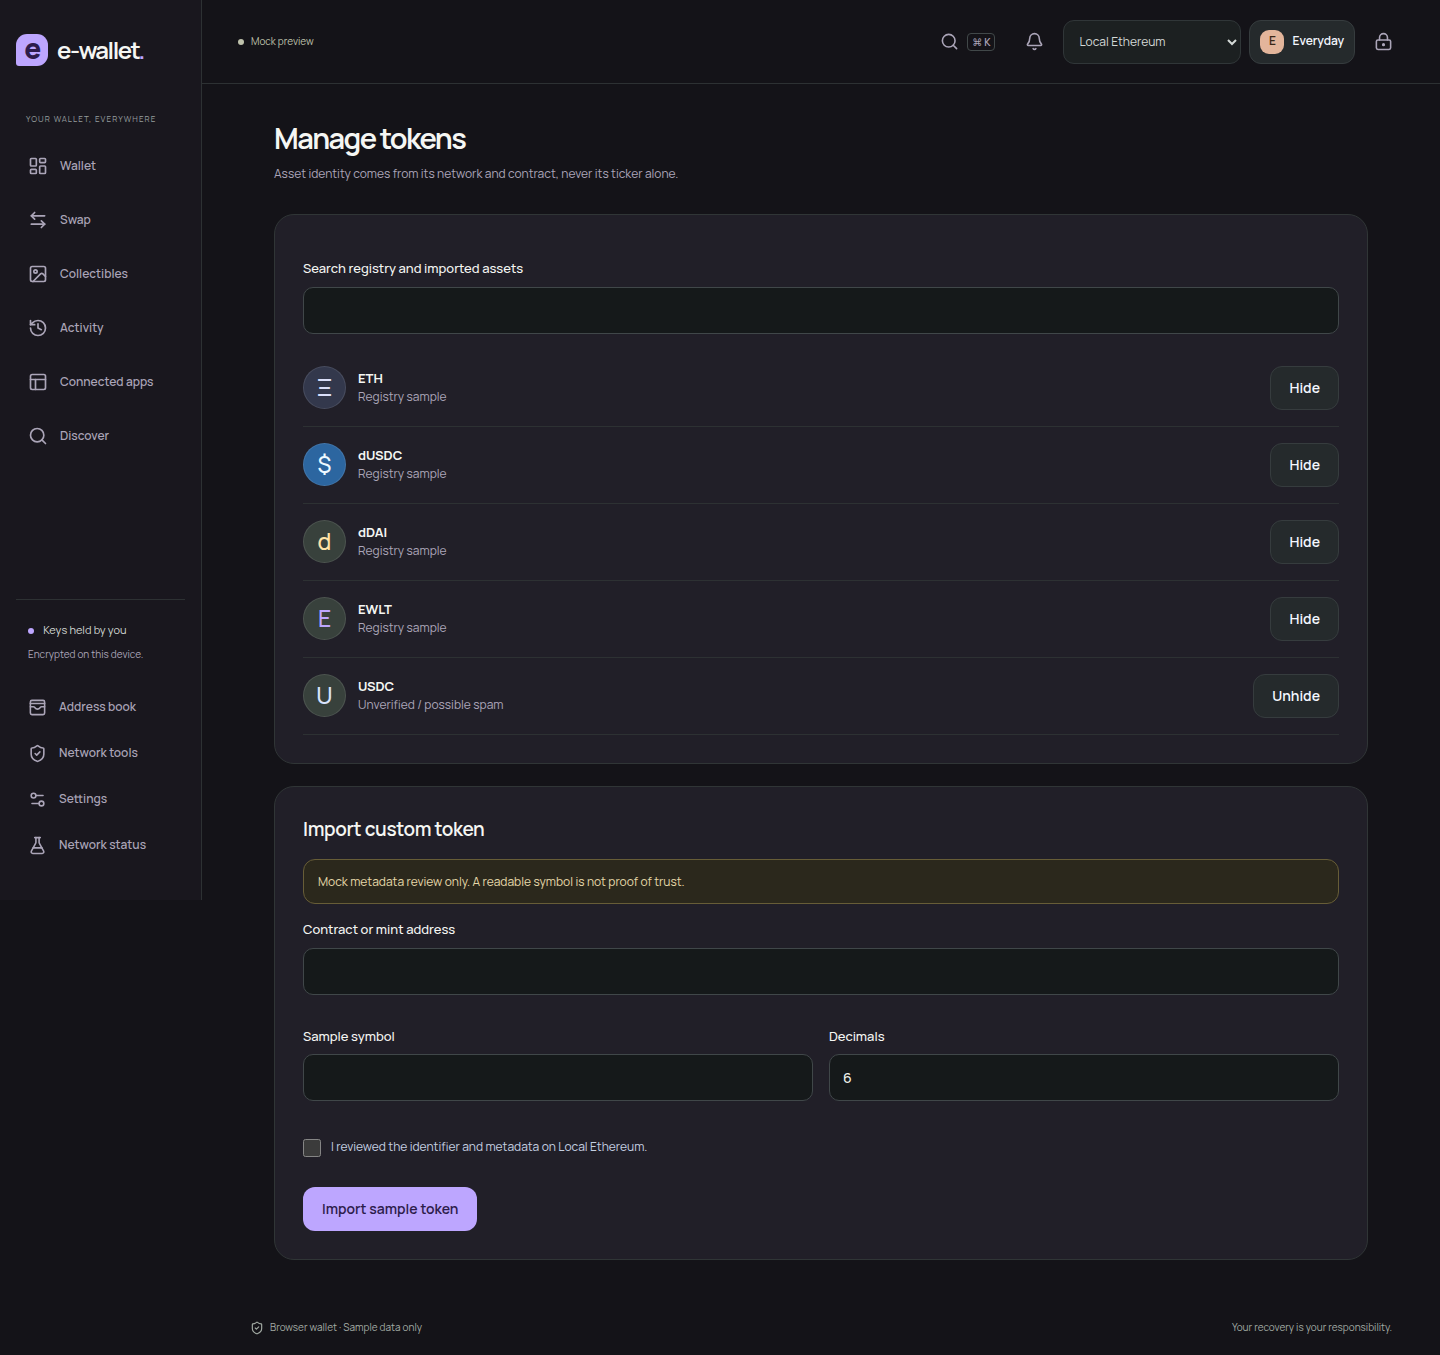 e e-wallet.
Mock preview
⌘ K
Local Ethereum
E Everyday
YOUR WALLET, EVERYWHERE
Wallet
Swap
Collectibles
Activity
Connected apps
Discover
Keys held by you
Encrypted on this device.
Address book
Network tools
Settings
Network status
Manage tokens
Asset identity comes from its network and contract, never its ticker alone.
Search registry and imported assets
Ξ ETH
Registry sample
Hide
$ dUSDC
Registry sample
Hide
d dDAI
Registry sample
Hide
E EWLT
Registry sample
Hide
U USDC
Unverified / possible spam
Unhide
Import custom token
Mock metadata review only. A readable symbol is not proof of trust.
Contract or mint address
Sample symbol
Decimals
6
I reviewed the identifier and metadata on Local Ethereum.
Import sample token
Browser wallet · Sample data only
Your recovery is your responsibility.